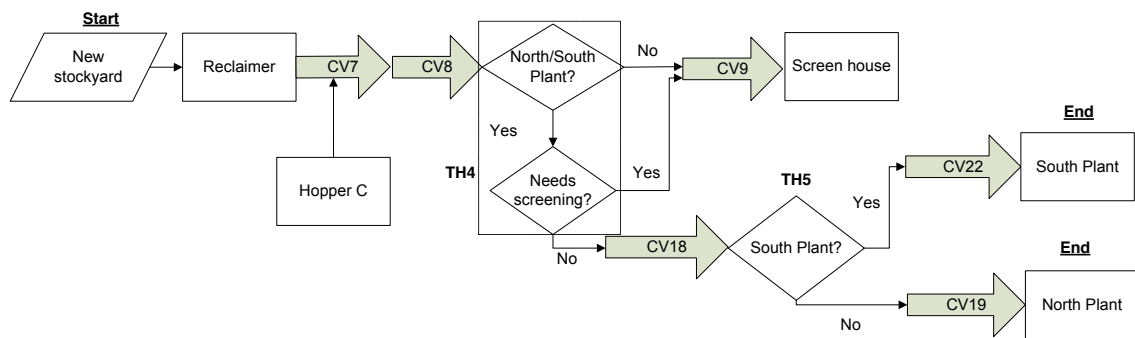 Start
New
stockyard
Reclaimer
CV7
CV8
North/South
Plant?
No
CV9
Screen house
Yes
TH4
Needs
screening?
Yes
Hopper C
No
CV18
TH5
South Plant?
Yes
CV22
End
South Plant
No
CV19
End
North Plant